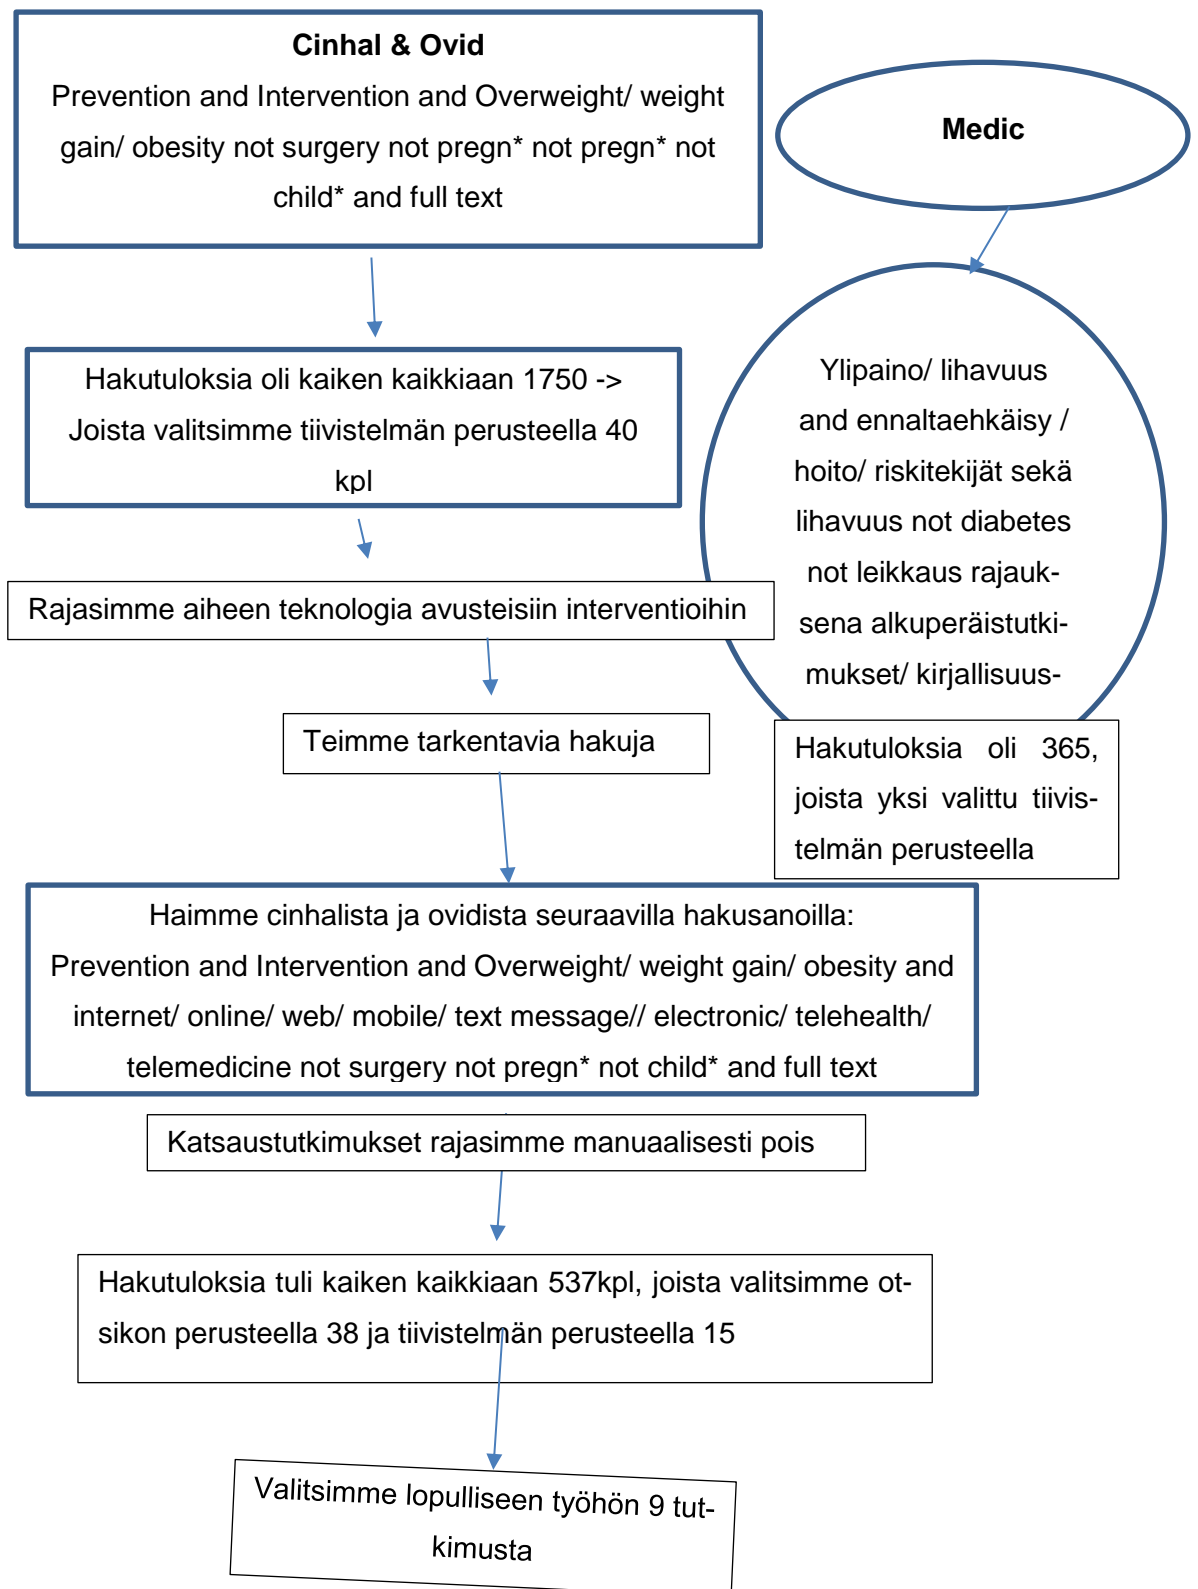 Cinhal & Ovid
Prevention and Intervention and Overweight/ weight
gain/ obesity not surgery not pregn* not pregn* not
child* and full text
Medic
Hakutuloksia oli kaiken kaikkiaan 1750 ->
Joista valitsimme tiivistelmän perusteella 40
kpl
Ylipaino/ lihavuus
and ennaltaehkäisy /
hoito/ riskitekijät sekä
lihavuus not diabetes
not leikkaus rajauk-
sena alkuperäistutki-
mukset/ kirjallisuus-
Rajasimme aiheen teknologia avusteisiin interventioihin
Teimme tarkentavia hakuja
Hakutuloksia oli 365,
joista yksi valittu tiivis-
telmän perusteella
Haimme cinhalista ja ovidista seuraavilla hakusanoilla:
Prevention and Intervention and Overweight/ weight gain/ obesity and
internet/ online/ web/ mobile/ text message// electronic/ telehealth/
telemedicine not surgery not pregn* not child* and full text
Katsaustutkimukset rajasimme manuaalisesti pois
Hakutuloksia tuli kaiken kaikkiaan 537kpl, joista valitsimme ot-
sikon perusteella 38 ja tiivistelmän perusteella 15
Valitsimme lopulliseen työhön 9 tut-
kimusta